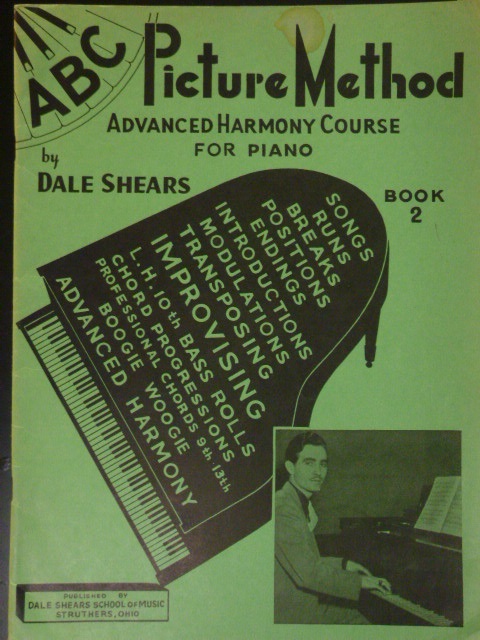 ABC
Picture Method
ADVANCED HARMONY COURSE
FOR PIANO
by
DALE SHEARS
BOOK
2
SONGS
RUNS
BREAKS
POSITIONS
ENDINGS
INTRODUCTIONS
MODULATIONS
TRANSPOSING
IMPROVISING
L.H. 10th BASS ROLLS
CHORD PROGRESSIONS
PROFESSIONAL CHORDS 9th 13th
BOOGIE WOOGIE
ADVANCED HARMONY
PUBLISHED BY
DALE SHEARS SCHOOL OF MUSIC
STRUTHERS, OHIO